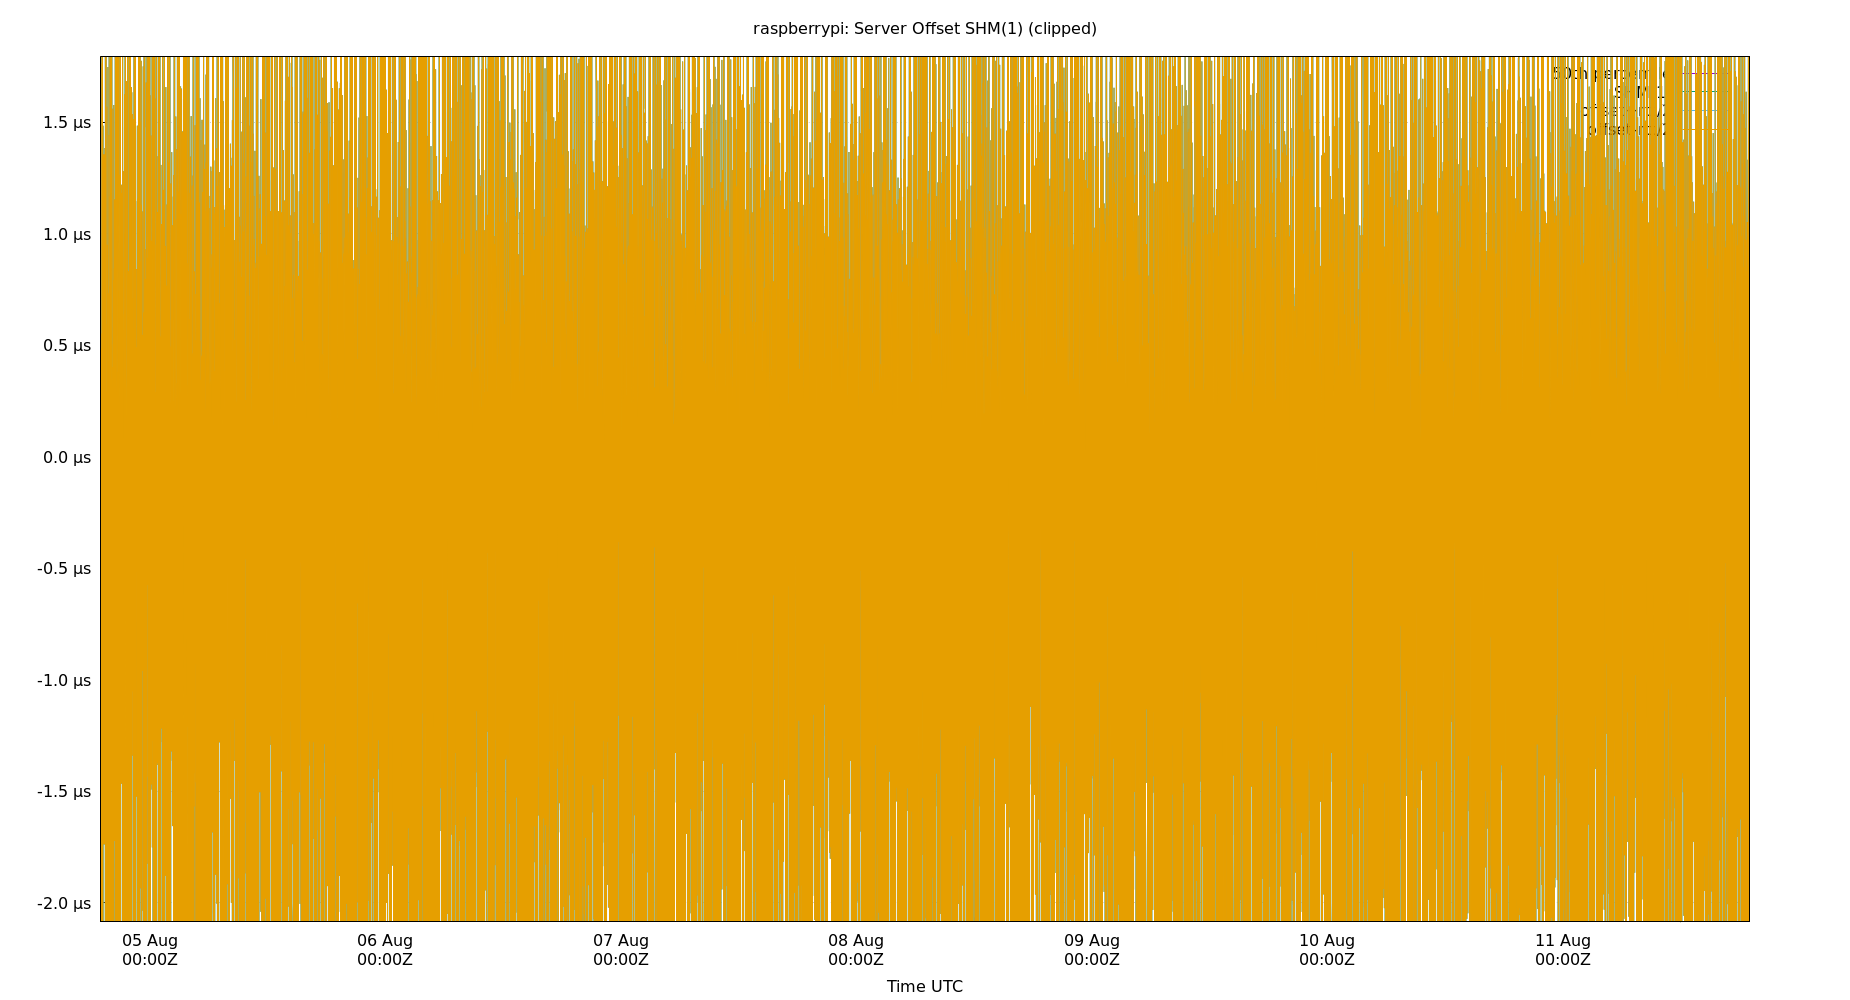 raspberrypi: Server Offset SHM(1) (clipped)
1.5 µs
1.0 µs
0.5 µs
0.0 µs
-0.5 µs
-1.0 µs
-1.5 µs
-2.0 µs
05 Aug 06 Aug 07 Aug 08 Aug 09 Aug 10 Aug 11 Aug
00:00Z 00:00Z 00:00Z 00:00Z 00:00Z 00:00Z 00:00Z
Time UTC